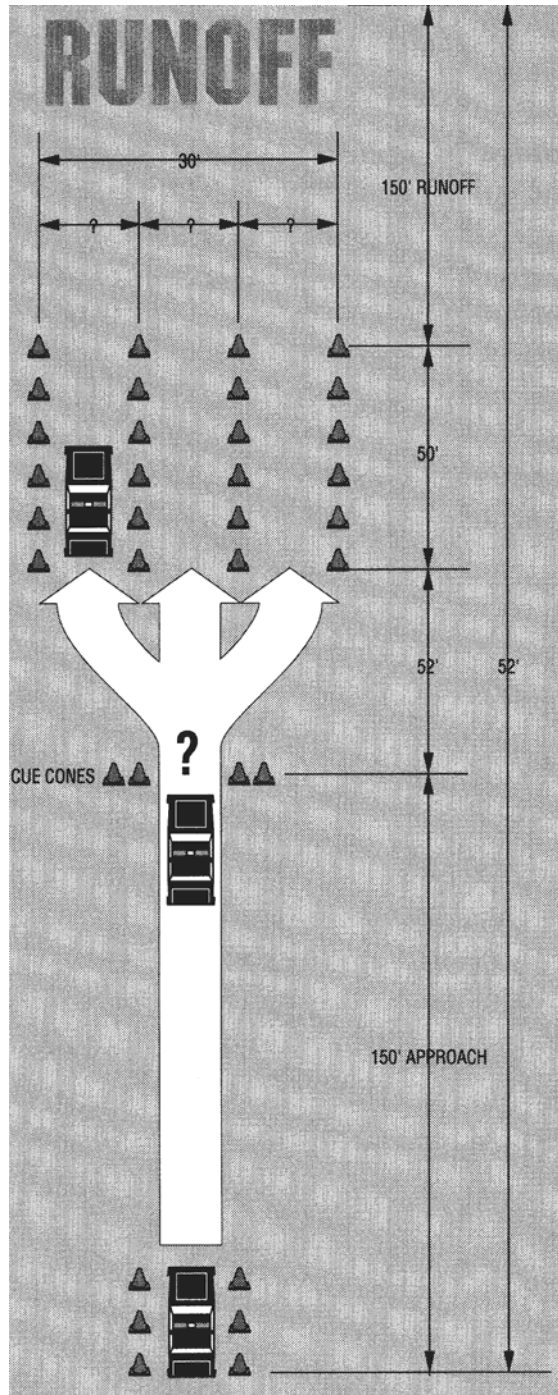 RUNOFF
30'
150' RUNOFF
? ? ?
50'
52' 52'
?
CUE CONES
150' APPROACH